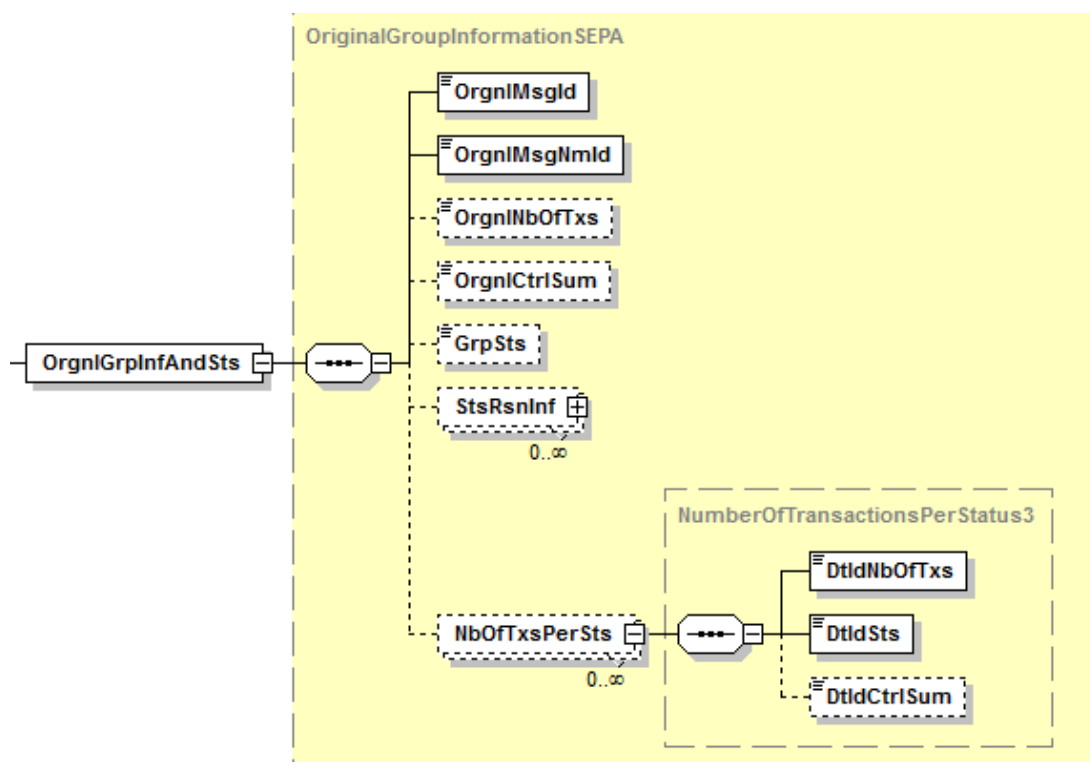 OriginalGroupInformationSEPA
OrgnlMsgId
OrgnlMsgNmId
OrgnlNbOfTxs
OrgnlCtrlSum
GrpSts
OrgnlGrpInfAndSts
StsRsnInf
0..∞
NumberOfTransactionsPerStatus3
DtldNbOfTxs
NbOfTxsPerSts
DtldSts
0..∞
DtldCtrlSum